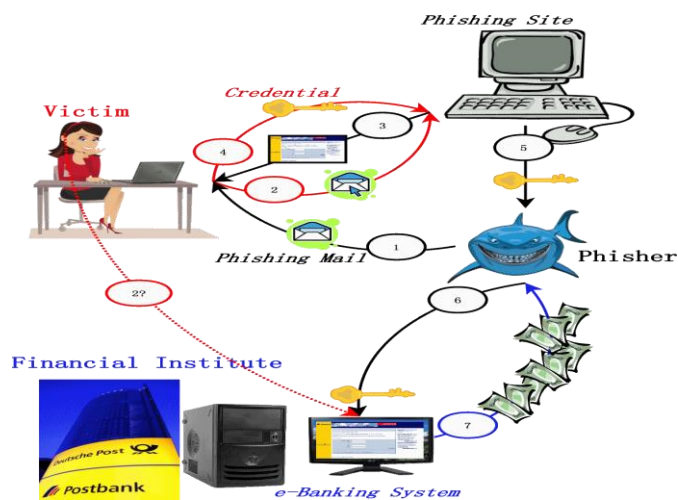 Phishing Site
Credential
Victim
3
4
5
2
Phishing Mail
1
Phisher
2?
6
Financial Institute
7
Deutsche Post
Postbank
e-Banking System